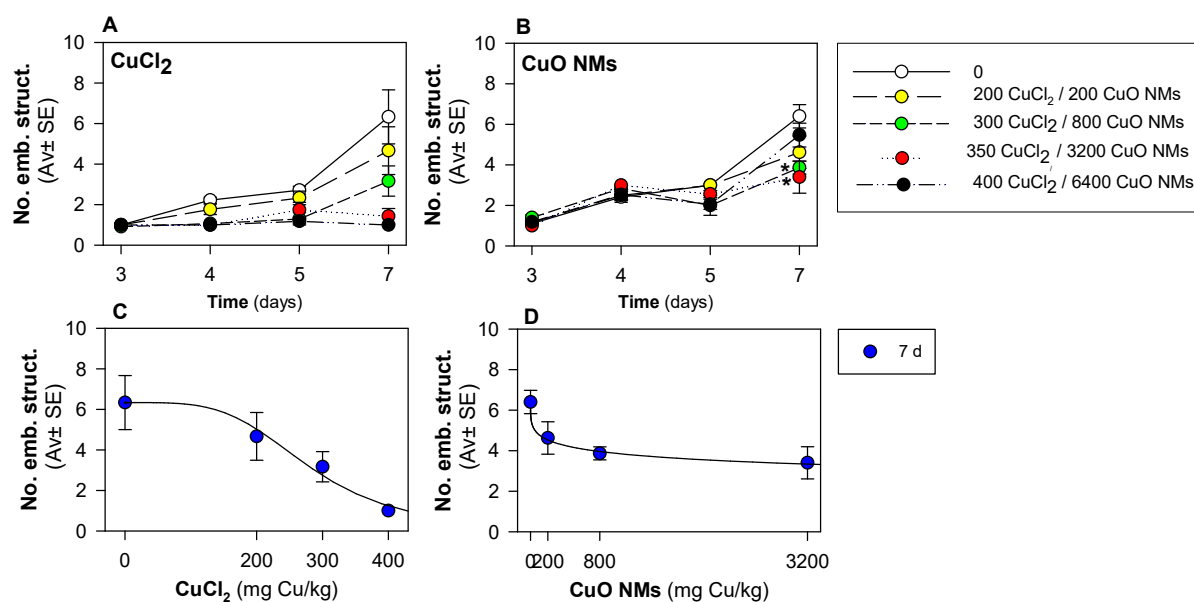 A
CuCl2
No. emb. struct.
(Av± SE)
10
8
6
4
2
0
3 4 5 7
Time (days)
B
CuO NMs
No. emb. struct.
(Av± SE)
10
8
6
4
2
0
*
*
3 4 5 7
Time (days)
0
200 CuCl2 / 200 CuO NMs
300 CuCl2 / 800 CuO NMs
350 CuCl2 / 3200 CuO NMs
400 CuCl2 / 6400 CuO NMs
C
No. emb. struct.
(Av± SE)
10
8
6
4
2
0
0 200 300 400
CuCl2 (mg Cu/kg)
D
No. emb. struct.
(Av± SE)
10
8
6
4
2
0
0 200 800 3200
CuO NMs (mg Cu/kg)
7 d